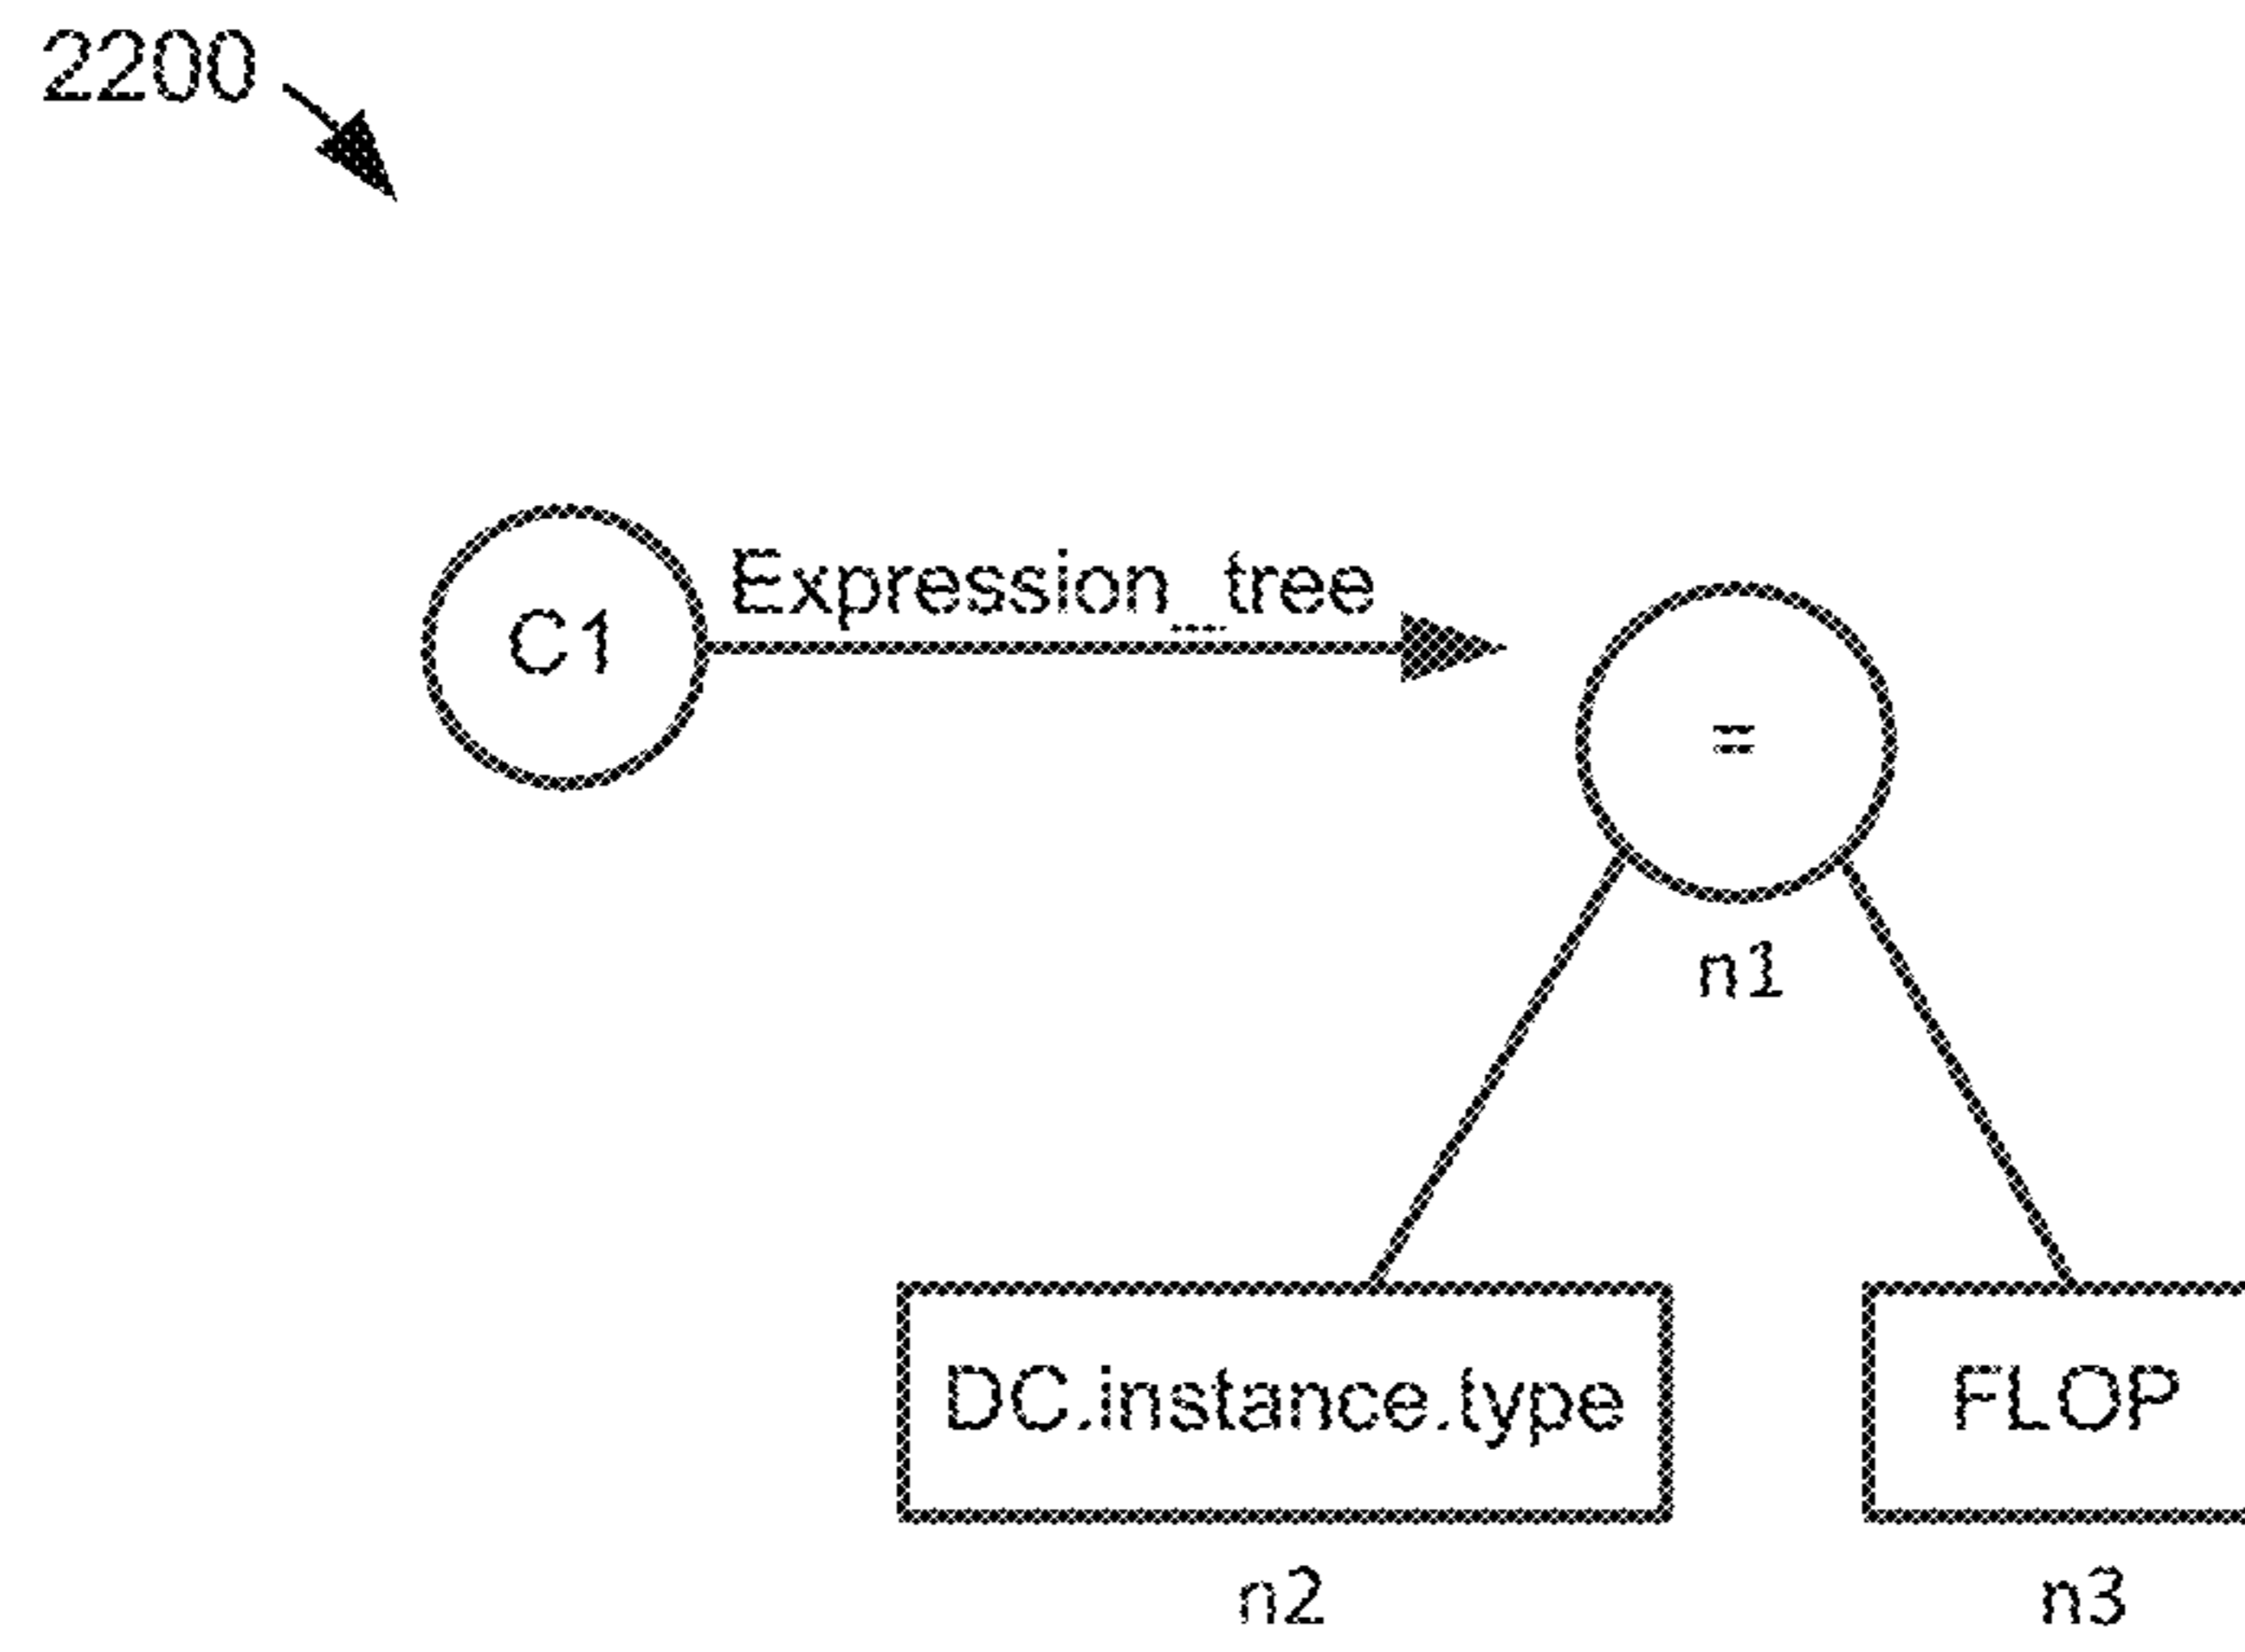 2200
Expression_tree
C1
=
n1
DC.instance.type
FLOP
n2
n3